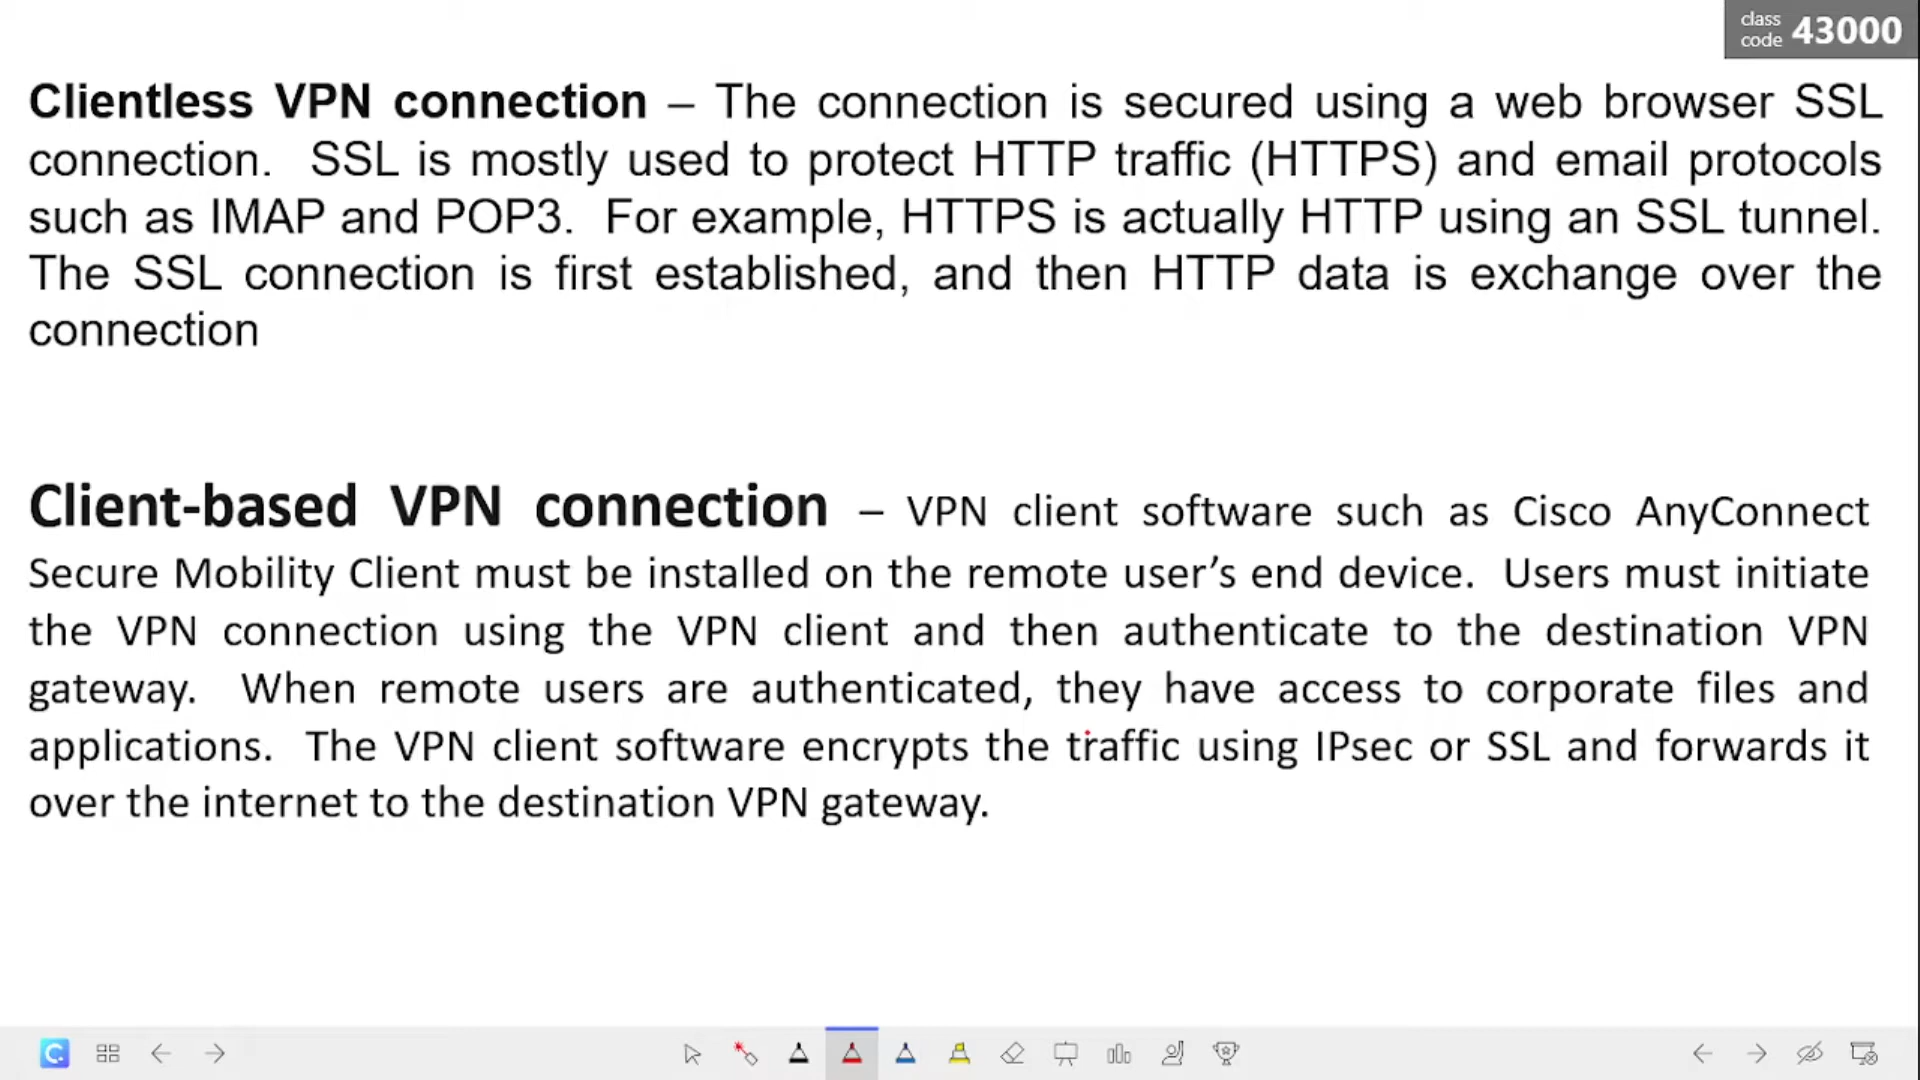 class
code 43000
Clientless VPN connection – The connection is secured using a web browser SSL
connection. SSL is mostly used to protect HTTP traffic (HTTPS) and email protocols
such as IMAP and POP3. For example, HTTPS is actually HTTP using an SSL tunnel.
The SSL connection is first established, and then HTTP data is exchange over the
connection
Client-based VPN connection – VPN client software such as Cisco AnyConnect
Secure Mobility Client must be installed on the remote user’s end device. Users must initiate
the VPN connection using the VPN client and then authenticate to the destination VPN
gateway. When remote users are authenticated, they have access to corporate files and
applications. The VPN client software encrypts the traffic using IPsec or SSL and forwards it
over the internet to the destination VPN gateway.